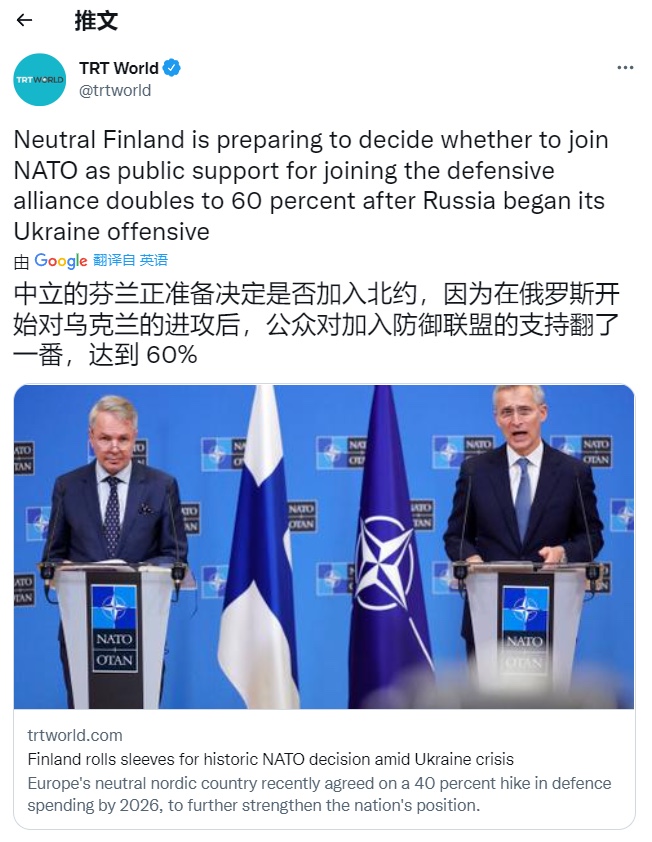 推文
TRT World
@trtworld
TRT WORLD
Neutral Finland is preparing to decide whether to join
NATO as public support for joining the defensive
alliance doubles to 60 percent after Russia began its
Ukraine offensive
由 Google 翻译自 英语
中立的芬兰正准备决定是否加入北约，因为在俄罗斯开
始对乌克兰的进攻后，公众对加入防御联盟的支持翻了
一番，达到 60%
NATO
OTAN
NATO
OTAN
trtworld.com
Finland rolls sleeves for historic NATO decision amid Ukraine crisis
Europe's neutral nordic country recently agreed on a 40 percent hike in defence
spending by 2026, to further strengthen the nation's position.